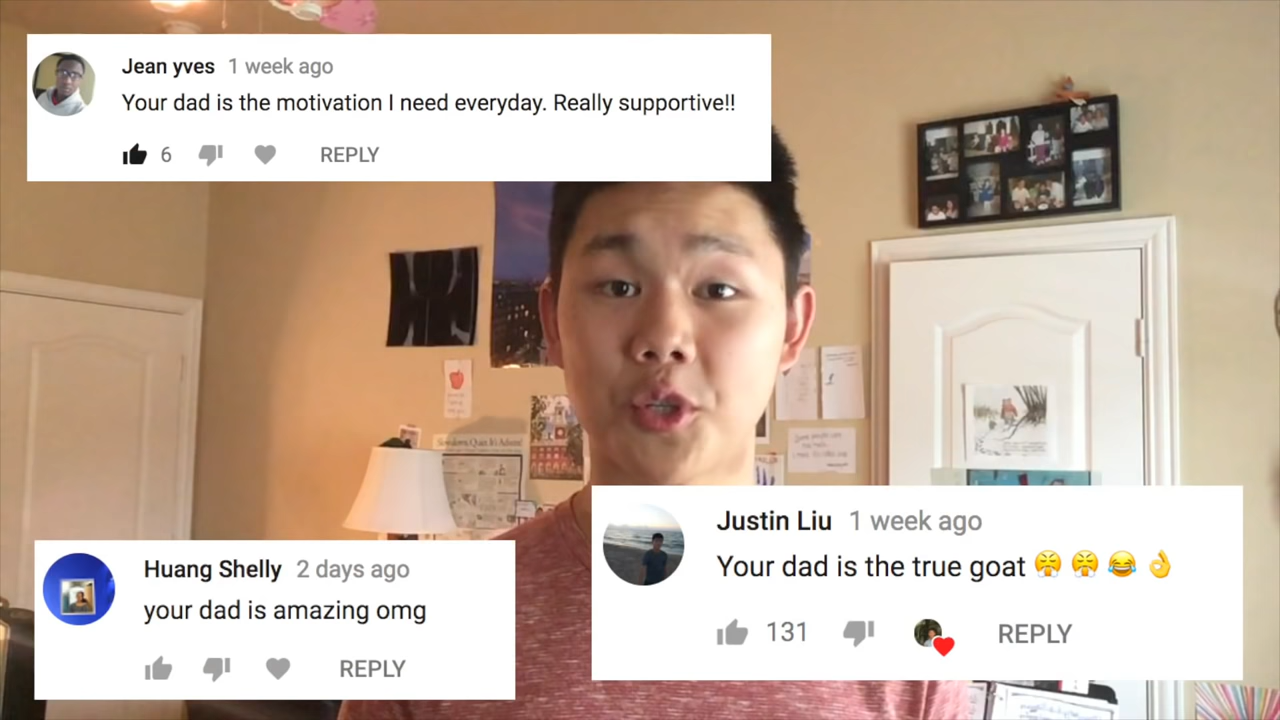 Jean yves 1 week ago
Your dad is the motivation I need everyday. Really supportive!!
6 REPLY
Justin Liu 1 week ago
Your dad is the true goat 😤 😤 😂 👌
131 REPLY
Huang Shelly 2 days ago
your dad is amazing omg
REPLY